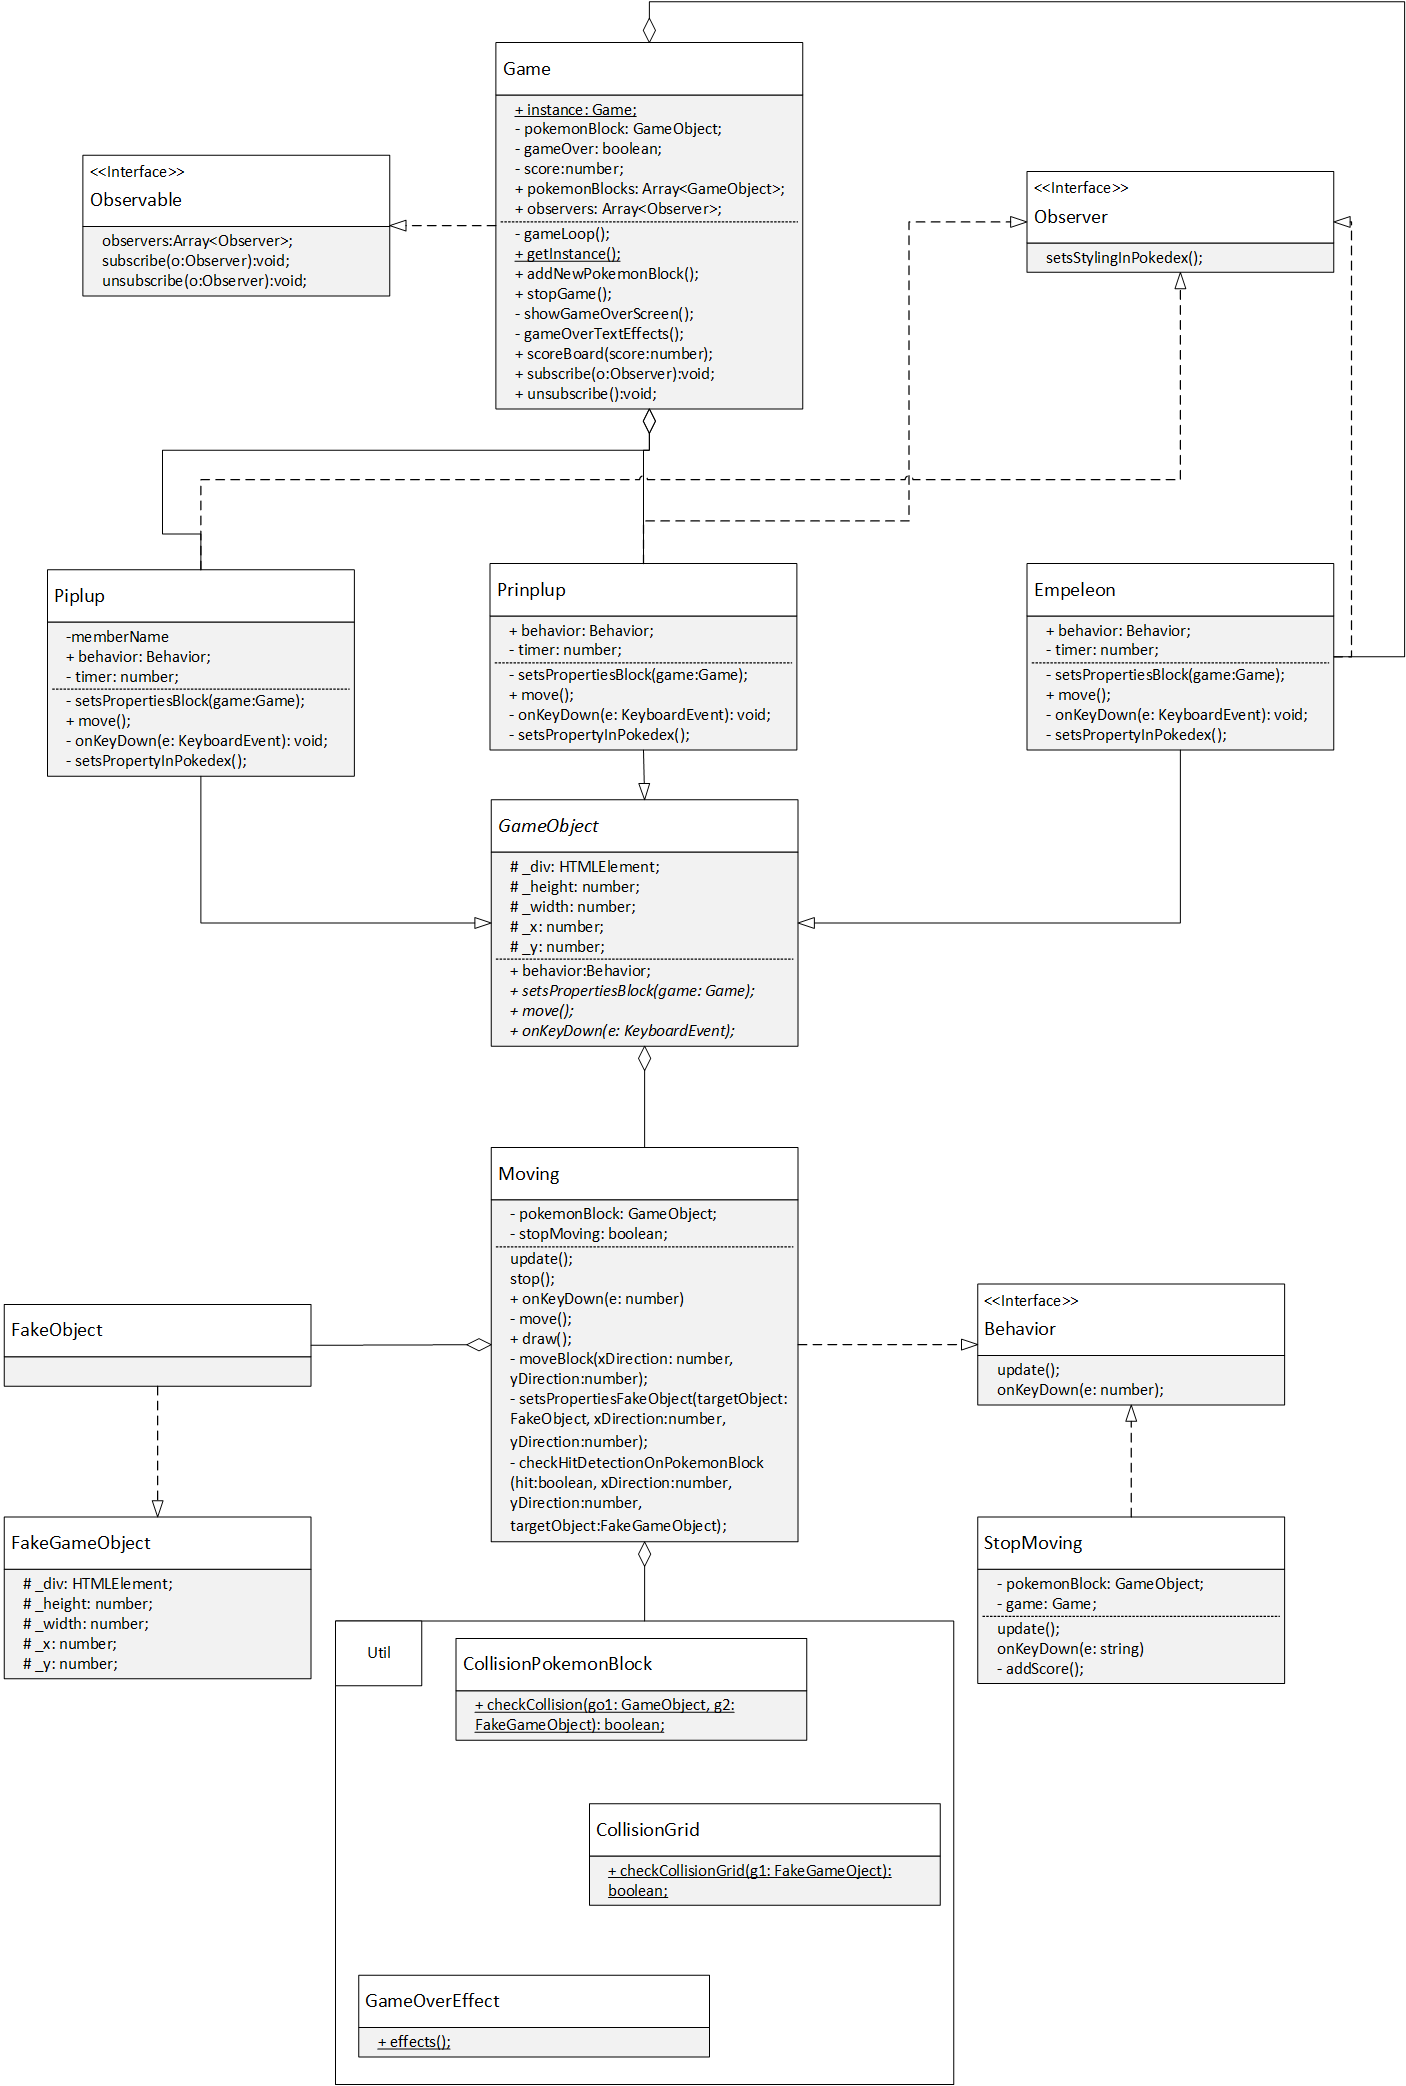 Game
+ instance: Game;
- pokemonBlock: GameObject;
- gameOver: boolean;
- score:number;
+ pokemonBlocks: Array<GameObject>;
+ observers: Array<Observer>;
- gameLoop();
+ getInstance();
+ addNewPokemonBlock();
+ stopGame();
- showGameOverScreen();
- gameOverTextEffects();
+ scoreBoard(score:number);
+ subscribe(o:Observer):void;
+ unsubscribe():void;
<<Interface>>
Observable
observers:Array<Observer>;
subscribe(o:Observer):void;
unsubscribe(o:Observer):void;
<<Interface>>
Observer
setsStylingInPokedex();
Piplup
-memberName
+ behavior: Behavior;
- timer: number;
- setsPropertiesBlock(game:Game);
+ move();
- onKeyDown(e: KeyboardEvent): void;
- setsPropertyInPokedex();
Prinplup
+ behavior: Behavior;
- timer: number;
- setsPropertiesBlock(game:Game);
+ move();
- onKeyDown(e: KeyboardEvent): void;
- setsPropertyInPokedex();
Empeleon
+ behavior: Behavior;
- timer: number;
- setsPropertiesBlock(game:Game);
+ move();
- onKeyDown(e: KeyboardEvent): void;
- setsPropertyInPokedex();
GameObject
# _div: HTMLElement;
# _height: number;
# _width: number;
# _x: number;
# _y: number;
+ behavior:Behavior;
+ setsPropertiesBlock(game: Game);
+ move();
+ onKeyDown(e: KeyboardEvent);
Moving
- pokemonBlock: GameObject;
- stopMoving: boolean;
update();
stop();
+ onKeyDown(e: number)
- move();
+ draw();
- moveBlock(xDirection: number,
yDirection:number);
- setsPropertiesFakeObject(targetObject:
FakeObject, xDirection:number,
yDirection:number);
- checkHitDetectionOnPokemonBlock
(hit:boolean, xDirection:number,
yDirection:number,
targetObject:FakeGameObject);
FakeObject
<<Interface>>
Behavior
update();
onKeyDown(e: number);
FakeGameObject
# _div: HTMLElement;
# _height: number;
# _width: number;
# _x: number;
# _y: number;
StopMoving
- pokemonBlock: GameObject;
- game: Game;
update();
onKeyDown(e: string)
- addScore();
Util
CollisionPokemonBlock
+ checkCollision(go1: GameObject, g2:
FakeGameObject): boolean;
CollisionGrid
+ checkCollisionGrid(g1: FakeGameOject):
boolean;
GameOverEffect
+ effects();